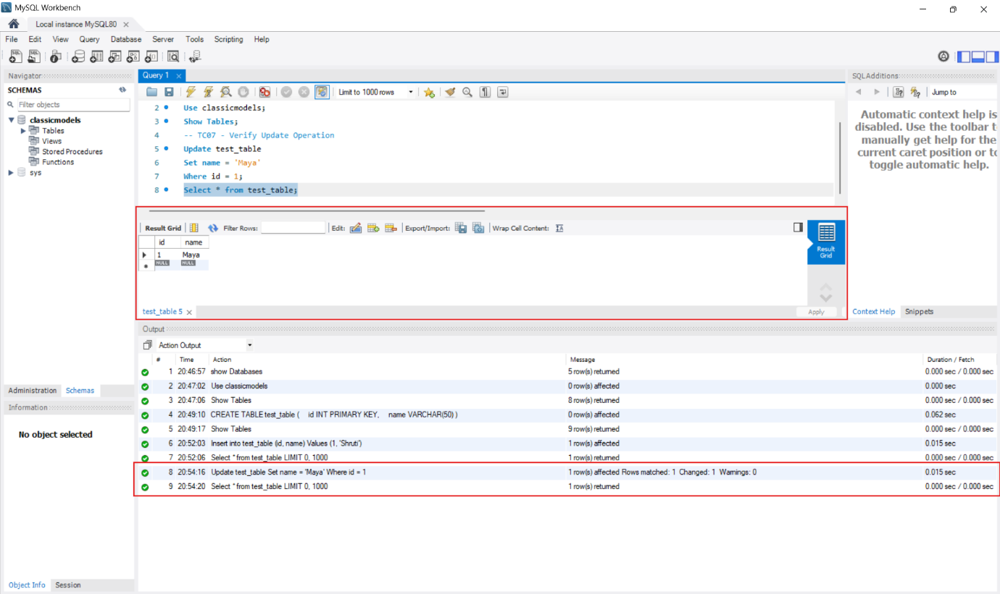 MySQL Workbench
Local instance MySQL80
File Edit View Query Database Server Tools Scripting Help
Navigator
SCHEMAS
Filter objects
classicmodels
Tables
Views
Stored Procedures
Functions
sys
Administration Schemas
Information
No object selected
Object Info Session
Query 1
Limit to 1000 rows
2 Use classicmodels;
3 Show Tables;
4 -- TC07 - Verify Update Operation
5 Update test_table
6 Set name = 'Maya'
7 Where id = 1;
8 Select * from test_table;
Result Grid Filter Rows: Edit: Export/Import: Wrap Cell Content:
id name
1 Maya
NULL NULL
Result
Grid
test_table 5 Apply
SQLAdditions
Jump to
Automatic context help is
disabled. Use the toolbar t
manually get help for the
current caret position or to
toggle automatic help.
Context Help Snippets
Output
Action Output
# Time Action Message Duration / Fetch
1 20:46:57 show Databases 5 row(s) returned 0.000 sec / 0.000 sec
2 20:47:02 Use classicmodels 0 row(s) affected 0.000 sec
3 20:47:06 Show Tables 8 row(s) returned 0.000 sec / 0.000 sec
4 20:49:10 CREATE TABLE test_table ( id INT PRIMARY KEY, name VARCHAR(50) ) 0 row(s) affected 0.062 sec
5 20:49:17 Show Tables 9 row(s) returned 0.000 sec / 0.000 sec
6 20:52:03 Insert into test_table (id, name) Values (1, 'Shruti') 1 row(s) affected 0.015 sec
7 20:52:06 Select * from test_table LIMIT 0, 1000 1 row(s) returned 0.000 sec / 0.000 sec
8 20:54:16 Update test_table Set name = 'Maya' Where id = 1 1 row(s) affected Rows matched: 1 Changed: 1 Warnings: 0 0.015 sec
9 20:54:20 Select * from test_table LIMIT 0, 1000 1 row(s) returned 0.000 sec / 0.000 sec